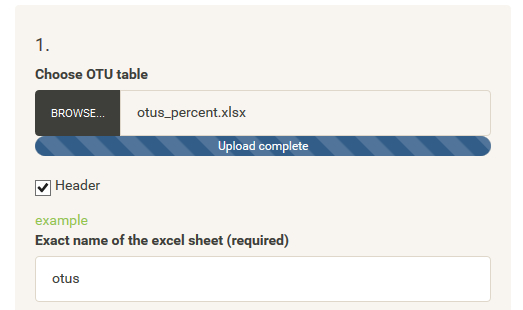 1.
Choose OTU table
BROWSE... otus_percent.xlsx
Upload complete
Header
example
Exact name of the excel sheet (required)
otus